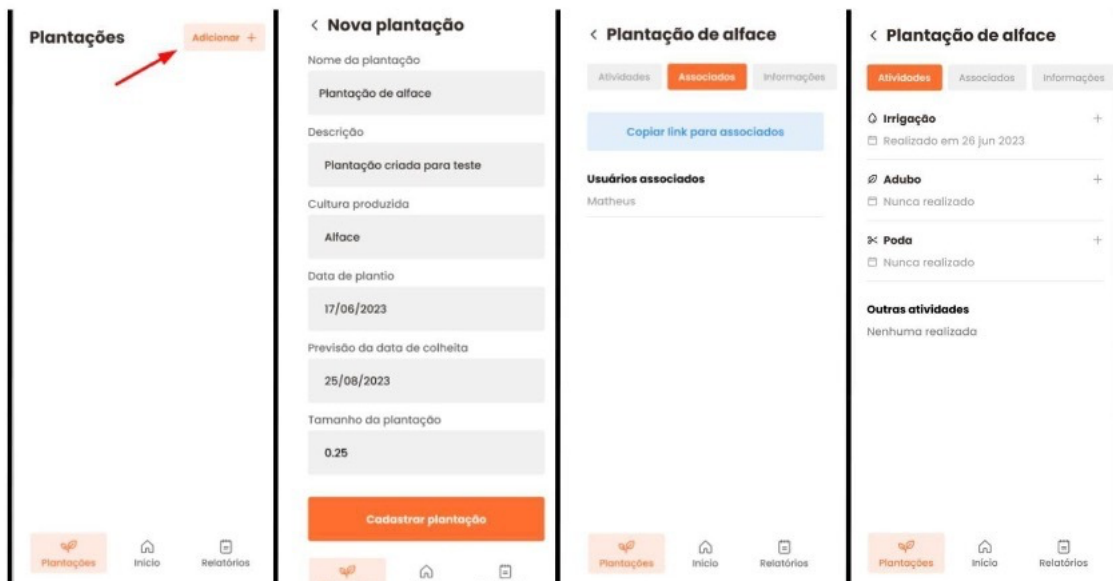 Plantações
Adicionar +
Plantações
Início
Relatórios
< Nova plantação
Nome da plantação
Plantação de alface
Descrição
Plantação criada para teste
Cultura produzida
Alface
Data de plantio
17/06/2023
Previsão da data de colheita
25/08/2023
Tamanho da plantação
0.25
Cadastrar plantação
< Plantação de alface
Atividades
Associados
Informações
Copiar link para associados
Usuários associados
Matheus
Plantações
Início
Relatórios
< Plantação de alface
Atividades
Associados
Informações
Irrigação +
Realizado em 26 jun 2023
Adubo +
Nunca realizado
Poda +
Nunca realizado
Outras atividades
Nenhuma realizada
Plantações
Início
Relatórios